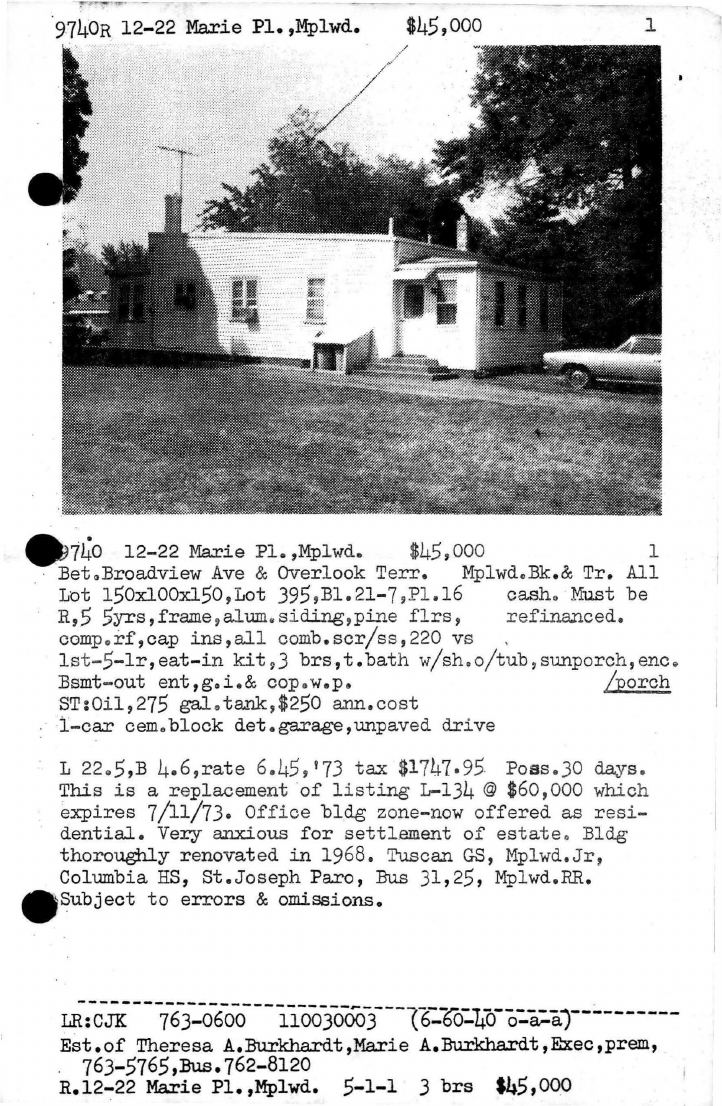 9740R 12-22 Marie Pl.,Mplwd. $45,000 1
9740 12-22 Marie Pl.,Mplwd. $45,000 1
Bet.Broadview Ave & Overlook Terr. Mplwd.Bk.& Tr. All
Lot 150x100x150,Lot 395,Bl.21-7,Pl.16 cash. Must be
R,5 5yrs,frame,alum.siding,pine flrs, refinanced.
comp.rf,cap ins,all comb.scr/ss,220 vs
1st-5-lr,eat-in kit,3 brs,t.bath w/sh.o/tub,sunporch,enc.
Bsmt-out ent,g.i.& cop.w.p. /porch
ST:Oil,275 gal.tank,$250 ann.cost
1-car cem.block det.garage,unpaved drive
L 22.5,B 4.6,rate 6.45,'73 tax $1747.95 Poss.30 days.
This is a replacement of listing L-134 @ $60,000 which
expires 7/11/73. Office bldg zone-now offered as resi-
dential. Very anxious for settlement of estate. Bldg
thoroughly renovated in 1968. Tuscan GS, Mplwd.Jr,
Columbia HS, St.Joseph Paro, Bus 31,25, Mplwd.RR.
Subject to errors & omissions.
LR:CJK 763-0600 110030003 (6-60-40 o-a-a)
Est.of Theresa A.Burkhardt,Marie A.Burkhardt,Exec,prem,
763-5765,Bus.762-8120
R.12-22 Marie Pl.,Mplwd. 5-1-1 3 brs $45,000